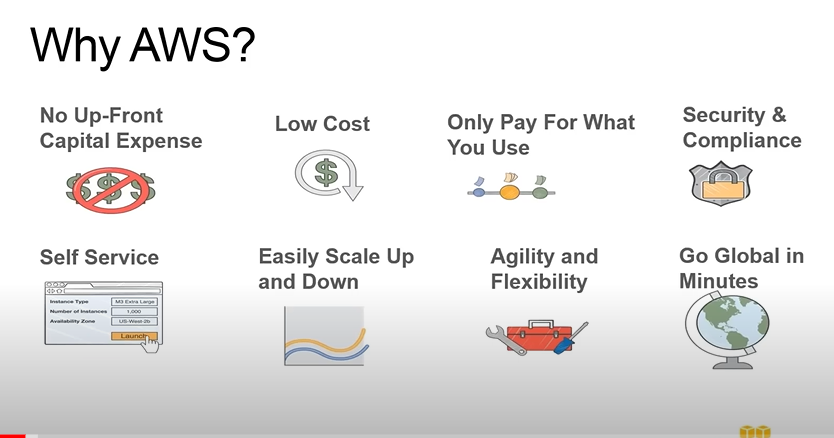 Why AWS?
No Up-Front
Capital Expense
Low Cost
Only Pay For What
You Use
Security &
Compliance
$ $ $
$
Self Service
Easily Scale Up
and Down
Agility and
Flexibility
Go Global in
Minutes
Instance Type M3 Extra Large
Number of Instances 1,000
Availability Zone US-West-2b
Launch